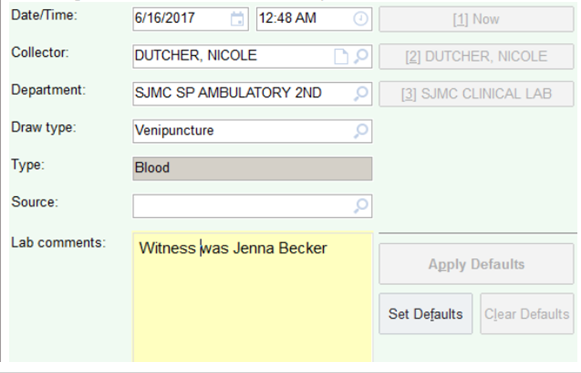 Date/Time: 6/16/2017 12:48 AM [1] Now
Collector: DUTCHER, NICOLE [2] DUTCHER, NICOLE
Department: SJMC SP AMBULATORY 2ND [3] SJMC CLINICAL LAB
Draw type: Venipuncture
Type: Blood
Source:
Lab comments: Witness was Jenna Becker
Apply Defaults
Set Defaults Clear Defaults